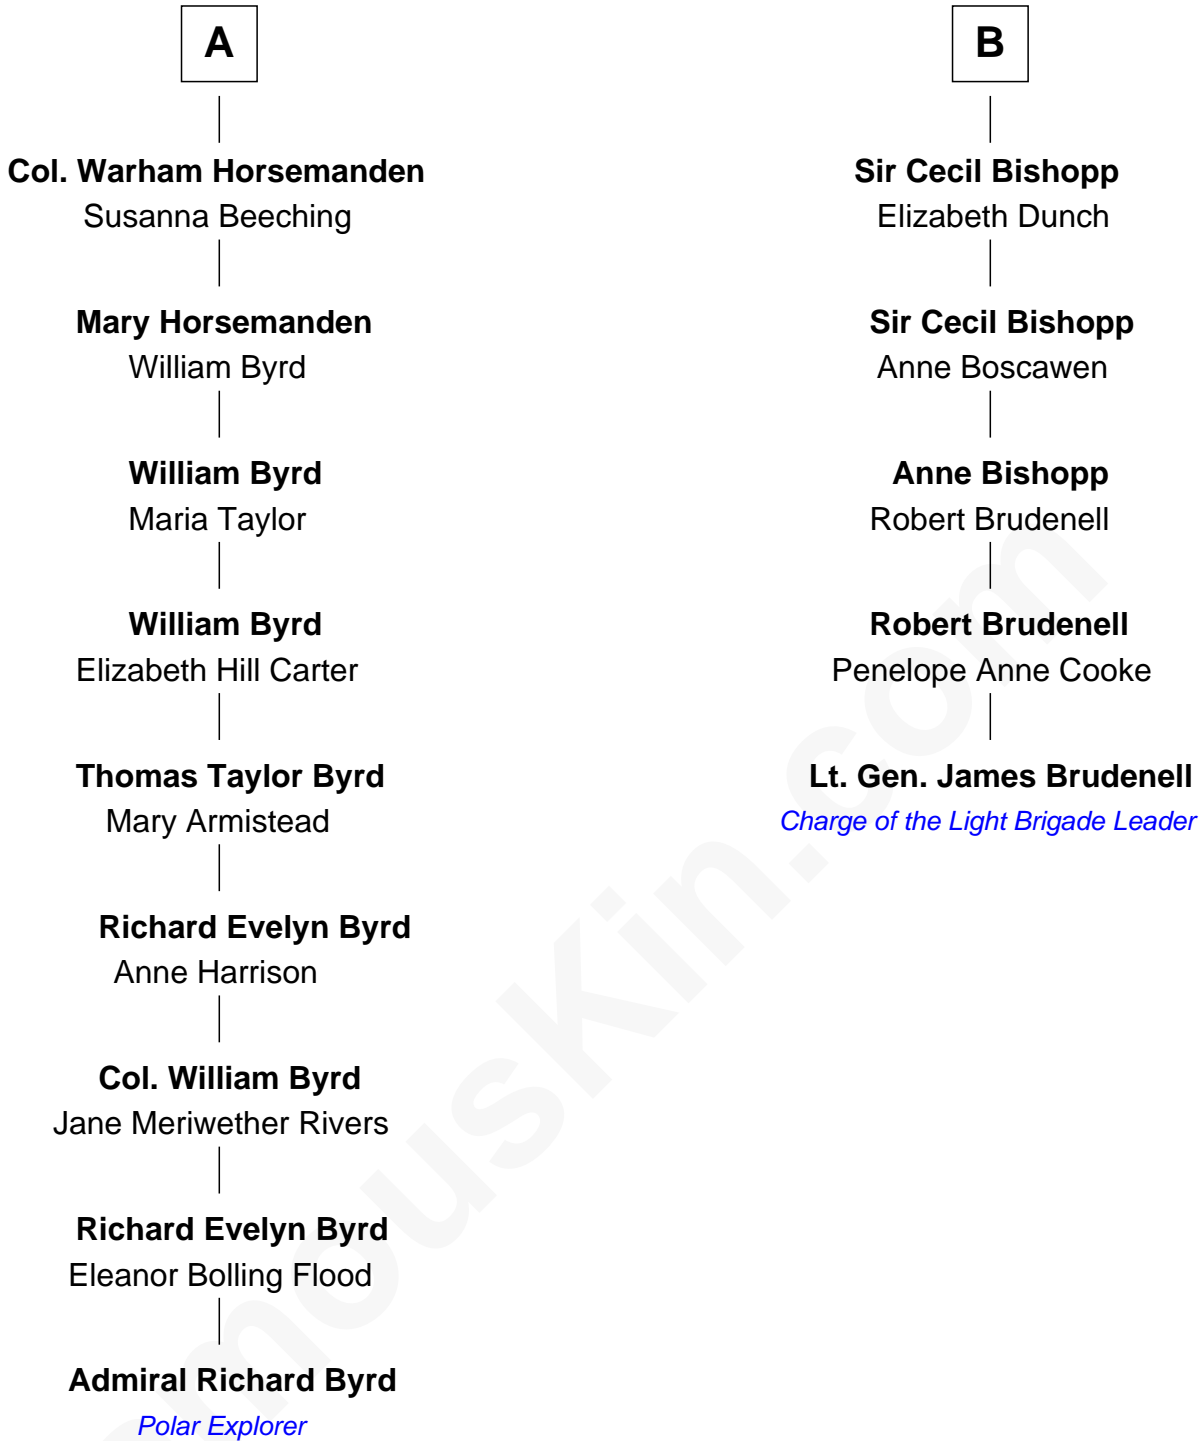 A
Col. Warham Horsemanden
Susanna Beeching
Mary Horsemanden
William Byrd
William Byrd
Maria Taylor
William Byrd
Elizabeth Hill Carter
Thomas Taylor Byrd
Mary Armistead
Richard Evelyn Byrd
Anne Harrison
Col. William Byrd
Jane Meriwether Rivers
Richard Evelyn Byrd
Eleanor Bolling Flood
Admiral Richard Byrd
Polar Explorer
B
Sir Cecil Bishopp
Elizabeth Dunch
Sir Cecil Bishopp
Anne Boscawen
Anne Bishopp
Robert Brudenell
Robert Brudenell
Penelope Anne Cooke
Lt. Gen. James Brudenell
Charge of the Light Brigade Leader
omousKin.com